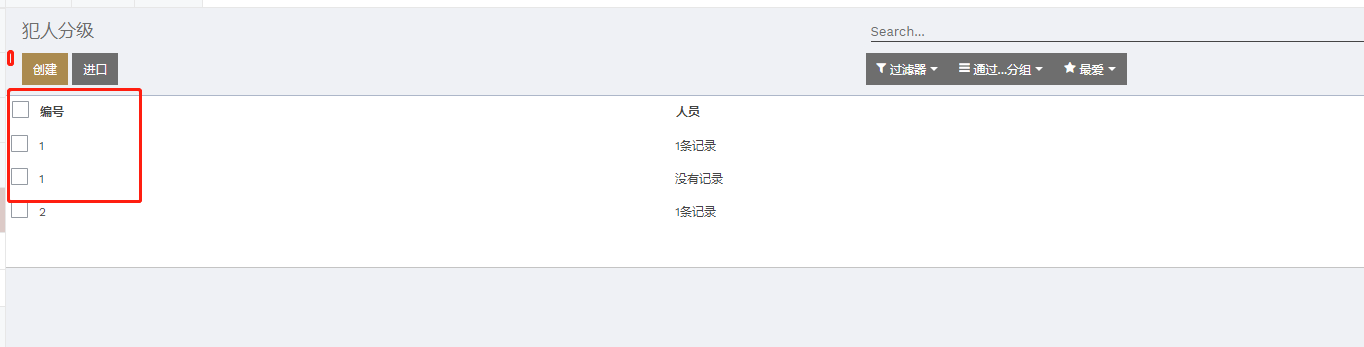 犯人分级
Search...
创建 进口
过滤器 通过...分组 最爱
编号 人员
1 1条记录
1 没有记录
2 1条记录